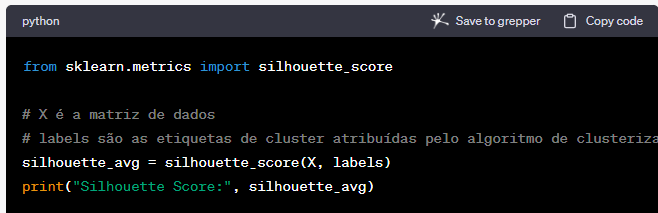 python Save to grepper Copy code
from sklearn.metrics import silhouette_score
# X é a matriz de dados
# labels são as etiquetas de cluster atribuídas pelo algoritmo de clusteriza
silhouette_avg = silhouette_score(X, labels)
print("Silhouette Score:", silhouette_avg)